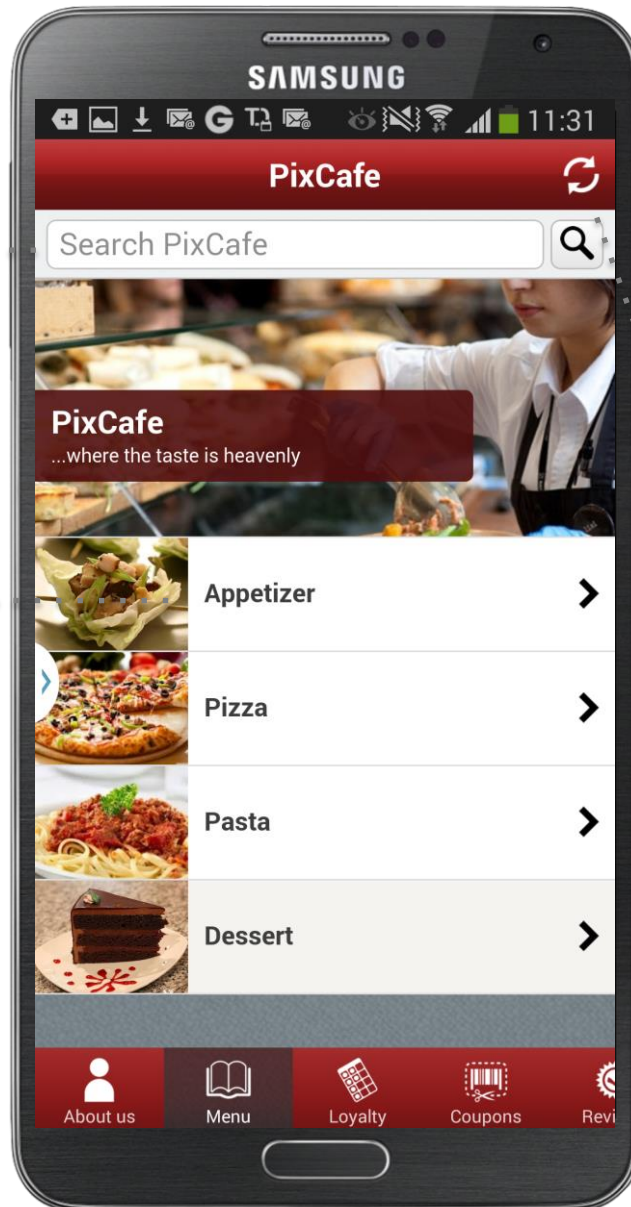 SAMSUNG
11:31
PixCafe
Search PixCafe
PixCafe
...where the taste is heavenly
Appetizer
Pizza
Pasta
Dessert
About us
Menu
Loyalty
Coupons
Revi